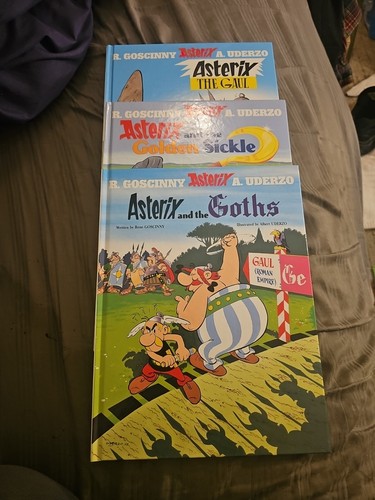 R. GOSCINNY Asterix A. UDERZO
Asterix
THE GAUL
R. GOSCINNY Asterix A. UDERZO
Asterix and the
Golden Sickle
R. GOSCINNY Asterix A. UDERZO
Asterix and the Goths
Written by René GOSCINNY
Illustrated by Albert UDERZO
GAUL
(ROMAN
EMPIRE)
Ge